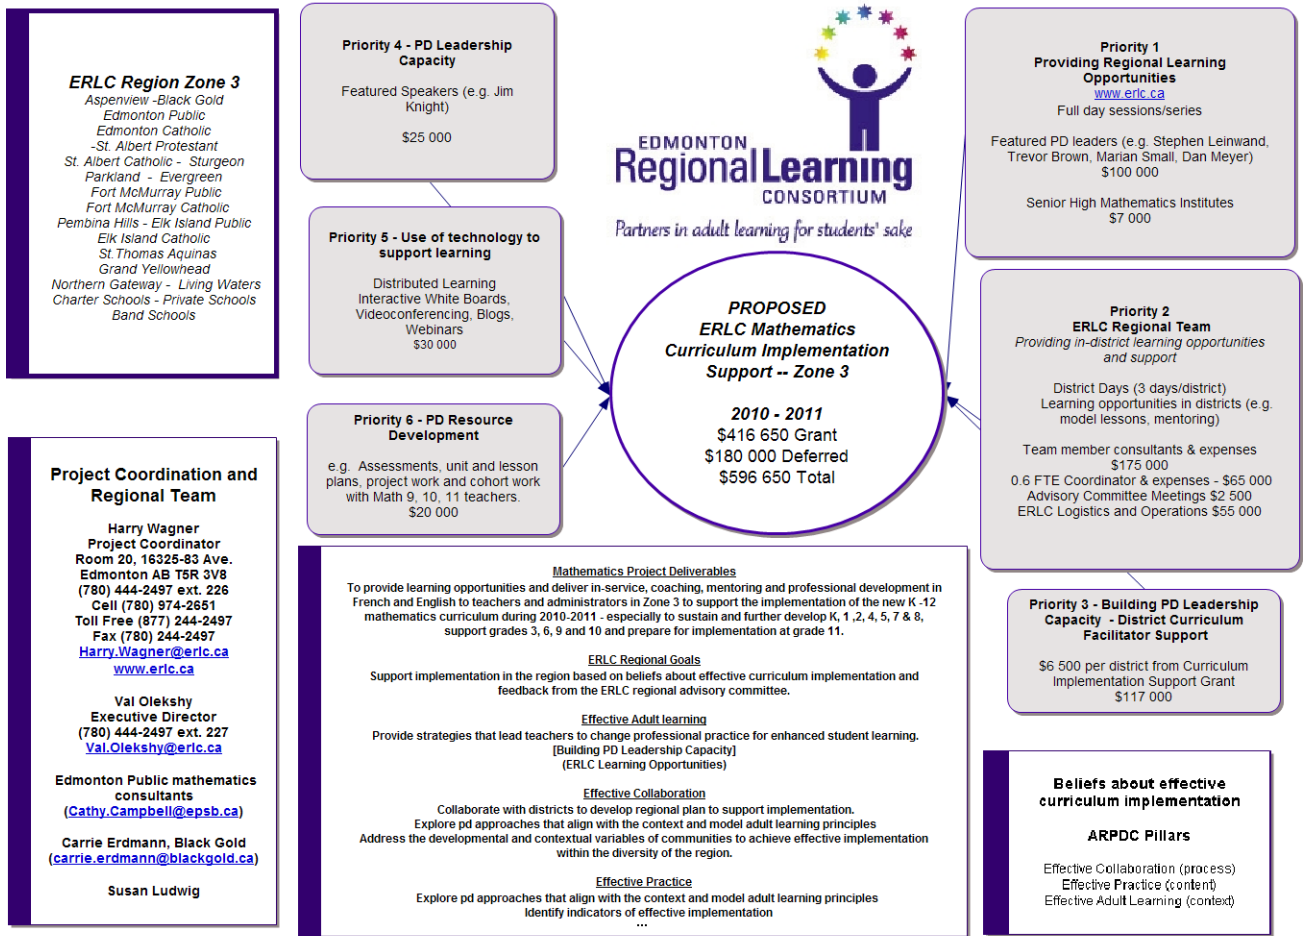 ERLC Region Zone 3
Aspenview -Black Gold
Edmonton Public
Edmonton Catholic
-St. Albert Protestant
St. Albert Catholic - Sturgeon
Parkland - Evergreen
Fort McMurray Public
Fort McMurray Catholic
Pembina Hills - Elk Island Public
Elk Island Catholic
St.Thomas Aquinas
Grand Yellowhead
Northern Gateway - Living Waters
Charter Schools - Private Schools
Band Schools
Priority 4 - PD Leadership
Capacity
Featured Speakers (e.g. Jim
Knight)
$25 000
Priority 5 - Use of technology to
support learning
Distributed Learning
Interactive White Boards,
Videoconferencing, Blogs,
Webinars
$30 000
Priority 6 - PD Resource
Development
e.g. Assessments, unit and lesson
plans, project work and cohort work
with Math 9, 10, 11 teachers.
$20 000
EDMONTON
Regional Learning
CONSORTIUM
Partners in adult learning for students' sake
PROPOSED
ERLC Mathematics
Curriculum Implementation
Support -- Zone 3
2010 - 2011
$416 650 Grant
$180 000 Deferred
$596 650 Total
Priority 1
Providing Regional Learning
Opportunities
www.erlc.ca
Full day sessions/series
Featured PD leaders (e.g. Stephen Leinwand,
Trevor Brown, Marian Small, Dan Meyer)
$100 000
Senior High Mathematics Institutes
$7 000
Priority 2
ERLC Regional Team
Providing in-district learning opportunities
and support
District Days (3 days/district)
Learning opportunities in districts (e.g.
model lessons, mentoring)
Team member consultants & expenses
$175 000
0.6 FTE Coordinator & expenses - $65 000
Advisory Committee Meetings $2 500
ERLC Logistics and Operations $55 000
Priority 3 - Building PD Leadership
Capacity - District Curriculum
Facilitator Support
$6 500 per district from Curriculum
Implementation Support Grant
$117 000
Project Coordination and
Regional Team
Harry Wagner
Project Coordinator
Room 20, 16325-83 Ave.
Edmonton AB T5R 3V8
(780) 444-2497 ext. 226
Cell (780) 974-2651
Toll Free (877) 244-2497
Fax (780) 244-2497
Harry.Wagner@erlc.ca
www.erlc.ca
Val Olekshy
Executive Director
(780) 444-2497 ext. 227
Val.Olekshy@erlc.ca
Edmonton Public mathematics
consultants
(Cathy.Campbell@epsb.ca)
Carrie Erdmann, Black Gold
(carrie.erdmann@blackgold.ca)
Susan Ludwig
Mathematics Project Deliverables
To provide learning opportunities and deliver in-service, coaching, mentoring and professional development in
French and English to teachers and administrators in Zone 3 to support the implementation of the new K -12
mathematics curriculum during 2010-2011 - especially to sustain and further develop K, 1 ,2, 4, 5, 7 & 8,
support grades 3, 6, 9 and 10 and prepare for implementation at grade 11.
ERLC Regional Goals
Support implementation in the region based on beliefs about effective curriculum implementation and
feedback from the ERLC regional advisory committee.
Effective Adult learning
Provide strategies that lead teachers to change professional practice for enhanced student learning.
[Building PD Leadership Capacity]
(ERLC Learning Opportunities)
Effective Collaboration
Collaborate with districts to develop regional plan to support implementation.
Explore pd approaches that align with the context and model adult learning principles
Address the developmental and contextual variables of communities to achieve effective implementation
within the diversity of the region.
Effective Practice
Explore pd approaches that align with the context and model adult learning principles
Identify indicators of effective implementation
...
Beliefs about effective
curriculum implementation
ARPDC Pillars
Effective Collaboration (process)
Effective Practice (content)
Effective Adult Learning (context)